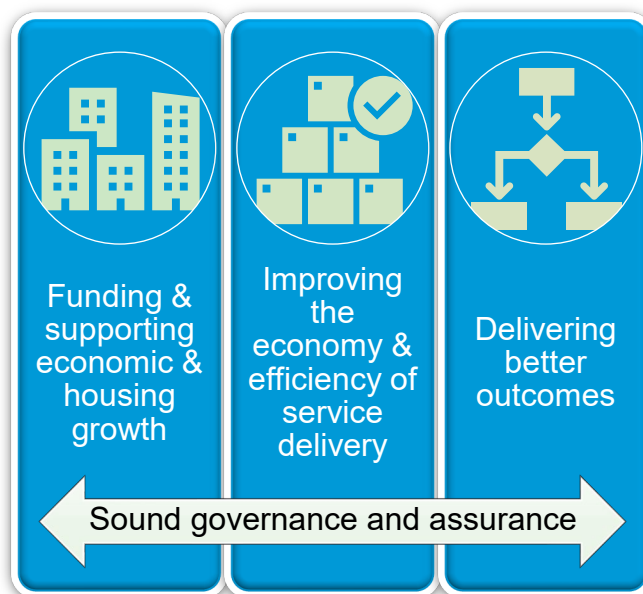 Funding &
supporting
economic &
housing
growth
Improving
the
economy &
efficiency of
service
delivery
Delivering
better
outcomes
Sound governance and assurance